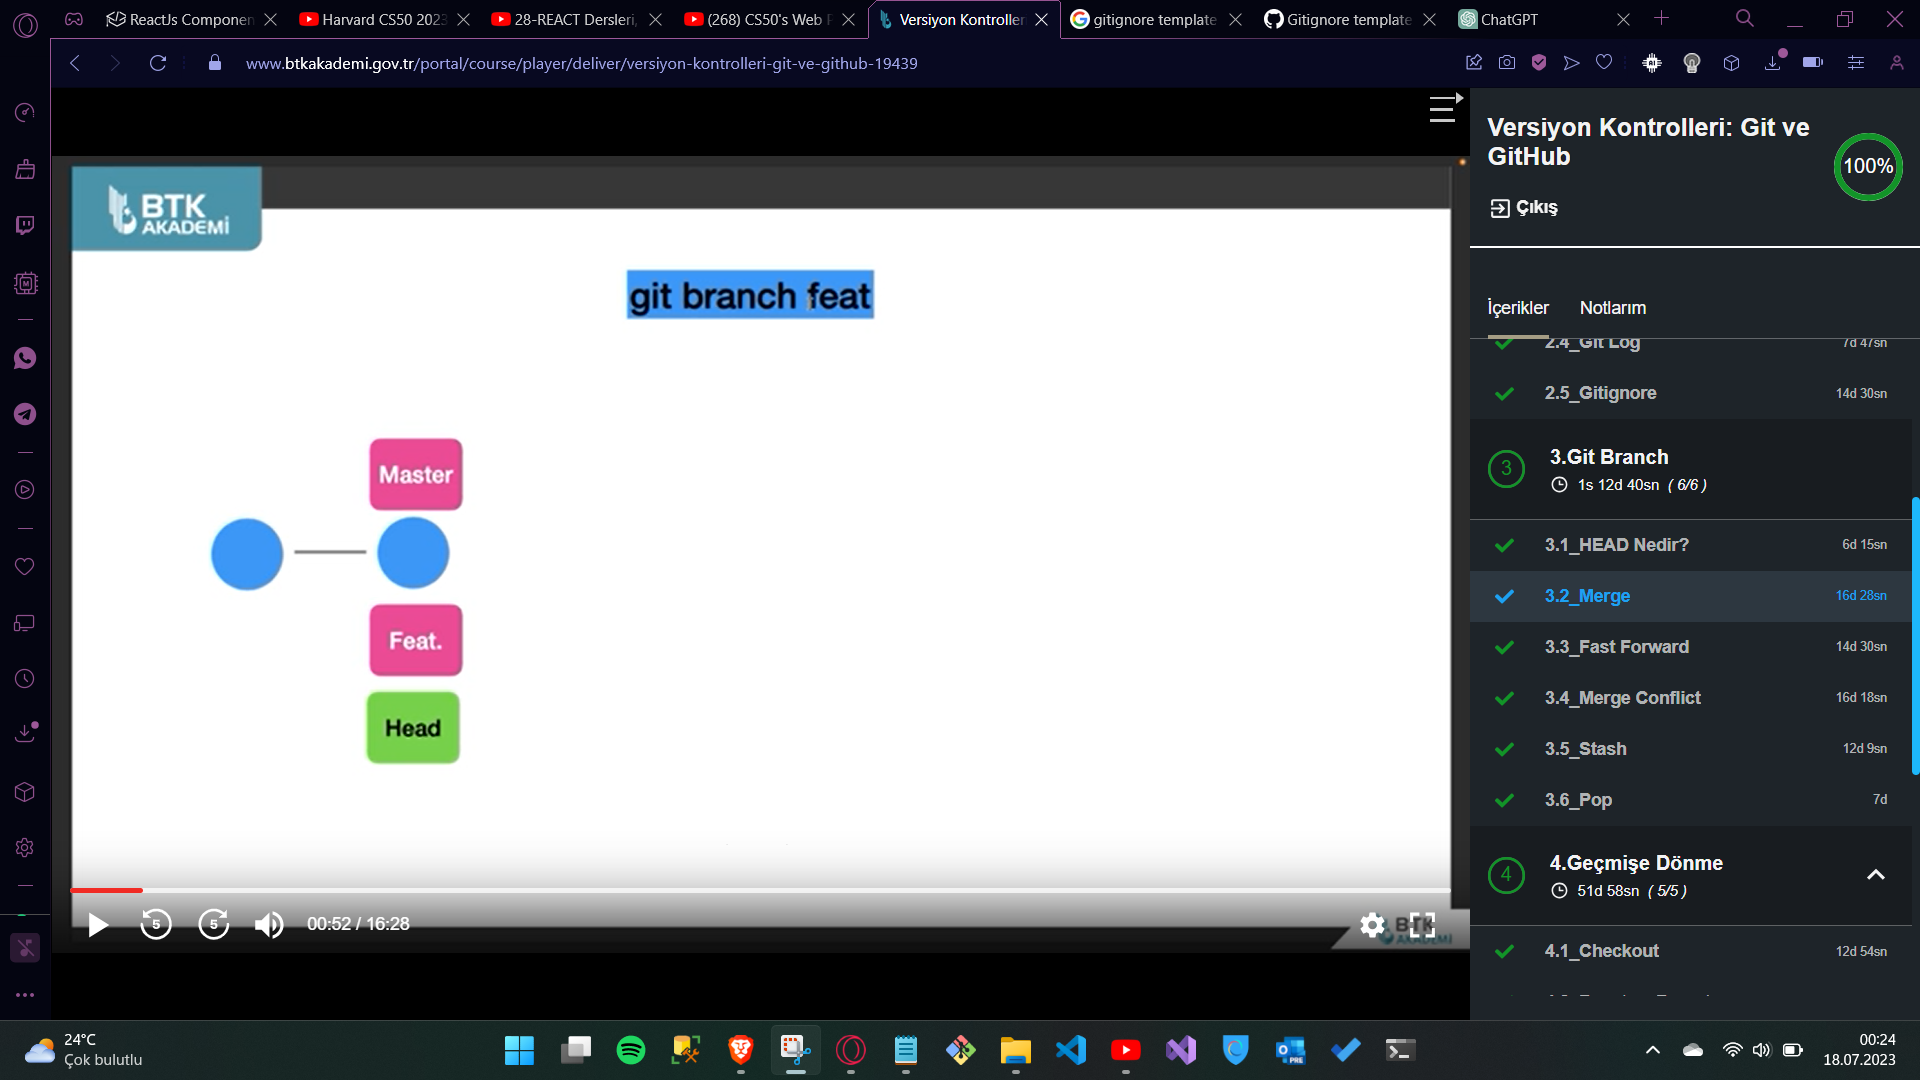 ReactJs Componen
Harvard CS50 2023
28-REACT Dersleri,
(268) CS50's Web P
Versiyon Kontroller
gitignore template
Gitignore template
ChatGPT
www.btkakademi.gov.tr/portal/course/player/deliver/versiyon-kontrolleri-git-ve-github-19439
BTK
AKADEMİ
git branch feat
Master
Feat.
Head
5
5
00:52 / 16:28
BTK
AKADEMİ
Versiyon Kontrolleri: Git ve
GitHub
100%
Çıkış
İçerikler
Notlarım
2.4_Git Log
7d 47sn
2.5_Gitignore
14d 30sn
3
3.Git Branch
1s 12d 40sn ( 6/6 )
3.1_HEAD Nedir?
6d 15sn
3.2_Merge
16d 28sn
3.3_Fast Forward
14d 30sn
3.4_Merge Conflict
16d 18sn
3.5_Stash
12d 9sn
3.6_Pop
7d
4
4.Geçmişe Dönme
51d 58sn ( 5/5 )
4.1_Checkout
12d 54sn
24°C
Çok bulutlu
PRE
00:24
18.07.2023